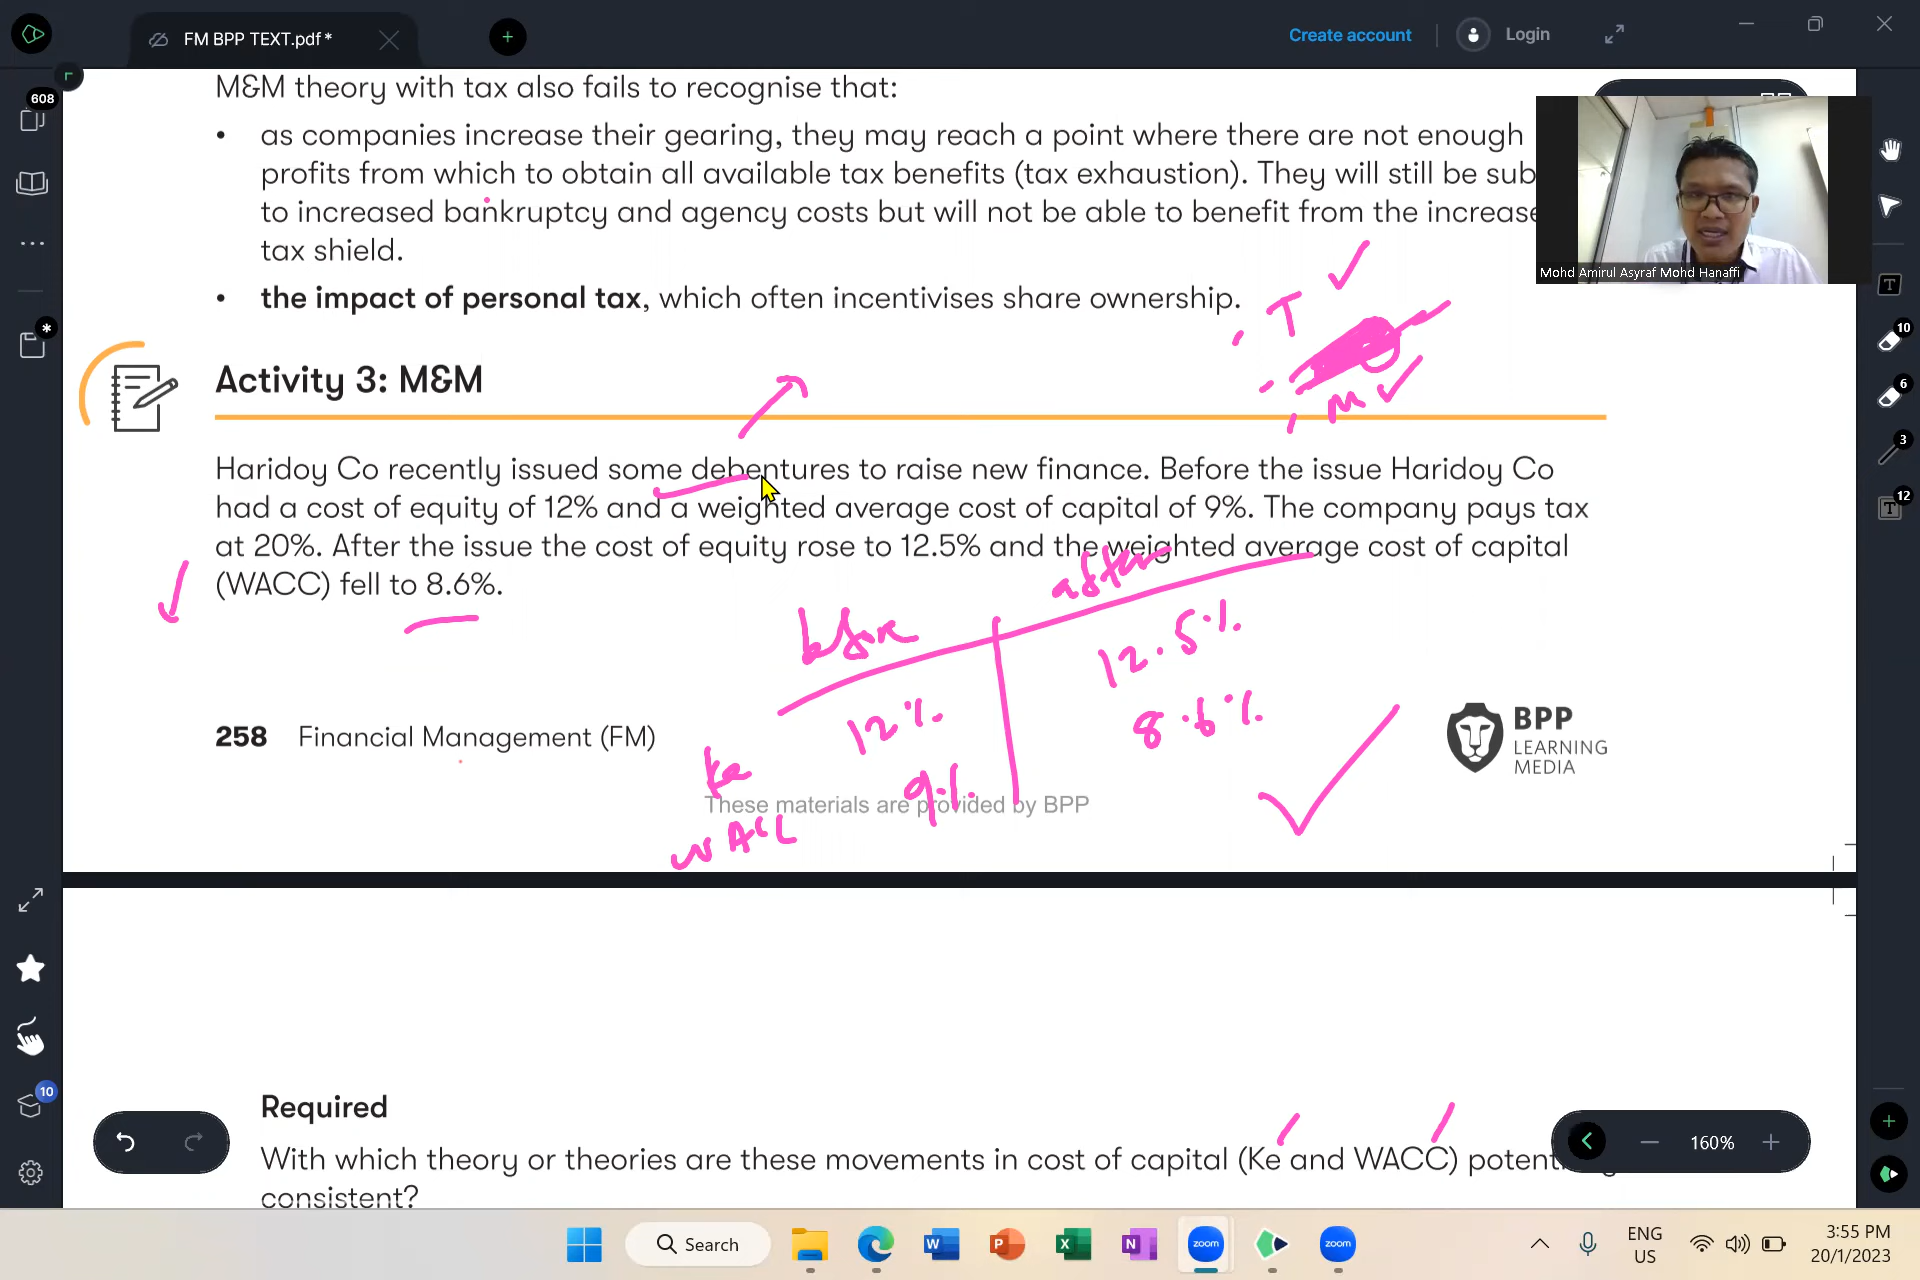 FM BPP TEXT.pdf *
Create account
Login
608
M&M theory with tax also fails to recognise that:
• as companies increase their gearing, they may reach a point where there are not enough
profits from which to obtain all available tax benefits (tax exhaustion). They will still be sub
to increased bankruptcy and agency costs but will not be able to benefit from the increase
tax shield.
• the impact of personal tax, which often incentivises share ownership.
Mohd Amirul Asyraf Mohd Hanaffi
T
M
Activity 3: M&M
Haridoy Co recently issued some debentures to raise new finance. Before the issue Haridoy Co
had a cost of equity of 12% and a weighted average cost of capital of 9%. The company pays tax
at 20%. After the issue the cost of equity rose to 12.5% and the weighted average cost of capital
(WACC) fell to 8.6%.
before after
12% 12.5%
9% 8.6%
Ke
WACC
258 Financial Management (FM)
BPP
LEARNING
MEDIA
These materials are provided by BPP
Required
With which theory or theories are these movements in cost of capital (Ke and WACC)
consistent?
T
10
6
3
T
12
10
160%
Search
W
P
X
N
zoom
zoom
ENG
US
3:55 PM
20/1/2023